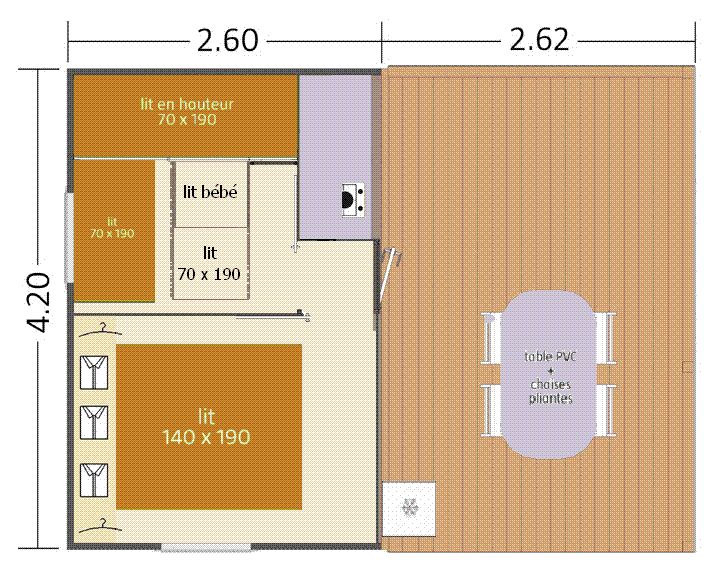 2.60
2.62
4.20
lit en hauteur
70 x 190
lit
70 x 190
lit bébé
lit
70 x 190
lit
140 x 190
table PVC
+
chaises
pliantes